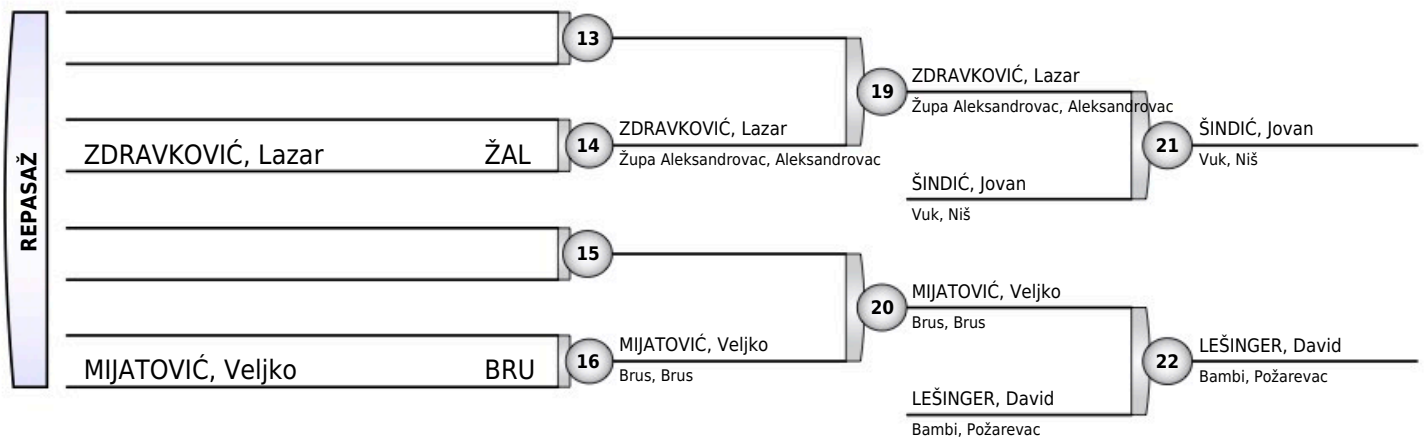 REPASAŽ
13
ZDRAVKOVIĆ, Lazar ŽAL
14
15
MIJATOVIĆ, Veljko BRU
16
ZDRAVKOVIĆ, Lazar
Župa Aleksandrovac, Aleksandrovac
MIJATOVIĆ, Veljko
Brus, Brus
19
ZDRAVKOVIĆ, Lazar
Župa Aleksandrovac, Aleksandrovac
ŠINDIĆ, Jovan
Vuk, Niš
20
MIJATOVIĆ, Veljko
Brus, Brus
LEŠINGER, David
Bambi, Požarevac
21
ŠINDIĆ, Jovan
Vuk, Niš
22
LEŠINGER, David
Bambi, Požarevac